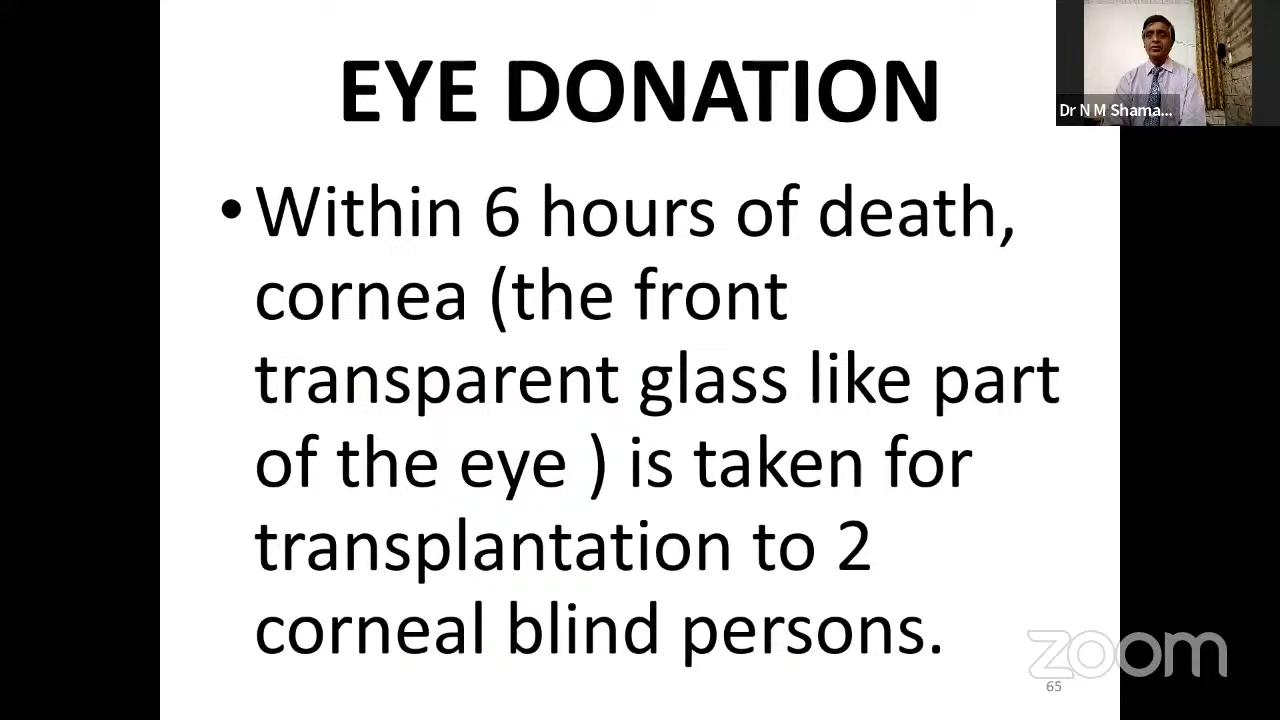 EYE DONATION
• Within 6 hours of death,
cornea (the front
transparent glass like part
of the eye ) is taken for
transplantation to 2
corneal blind persons.
Dr N M Shama...
zoom
65